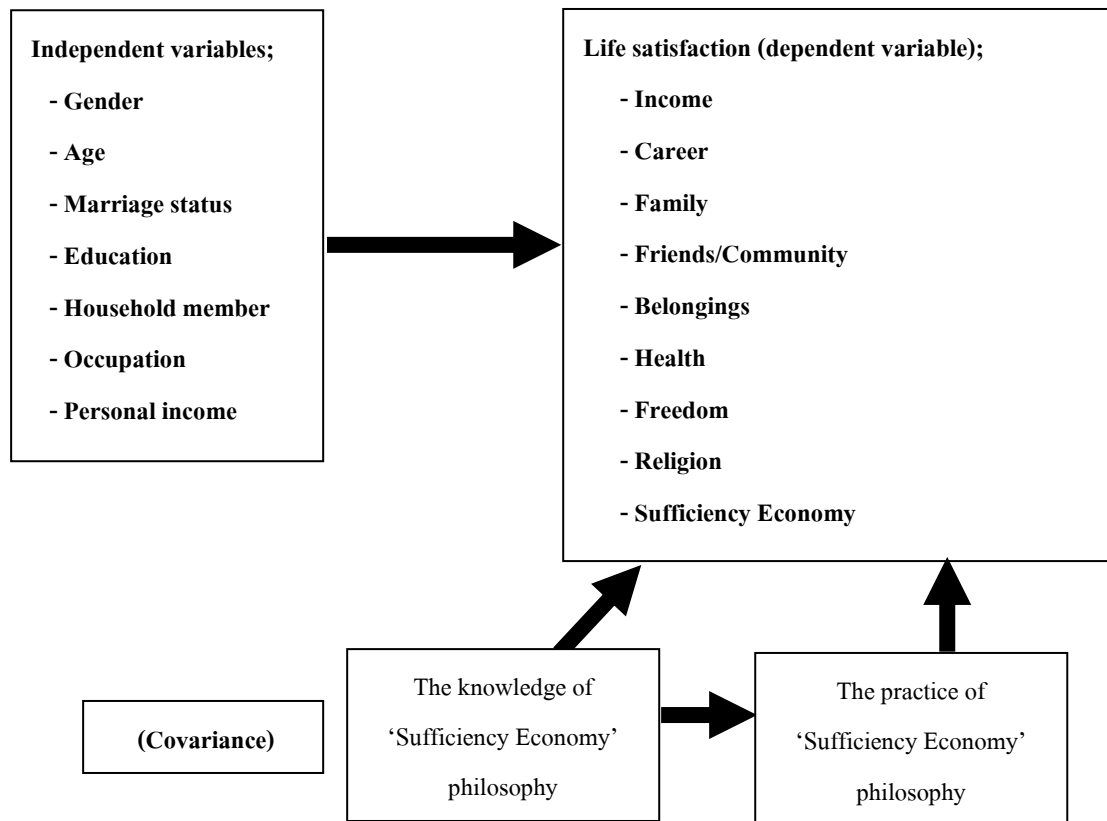 Independent variables;
- Gender
- Age
- Marriage status
- Education
- Household member
- Occupation
- Personal income
Life satisfaction (dependent variable);
- Income
- Career
- Family
- Friends/Community
- Belongings
- Health
- Freedom
- Religion
- Sufficiency Economy
(Covariance)
The knowledge of
‘Sufficiency Economy’
philosophy
The practice of
‘Sufficiency Economy’
philosophy